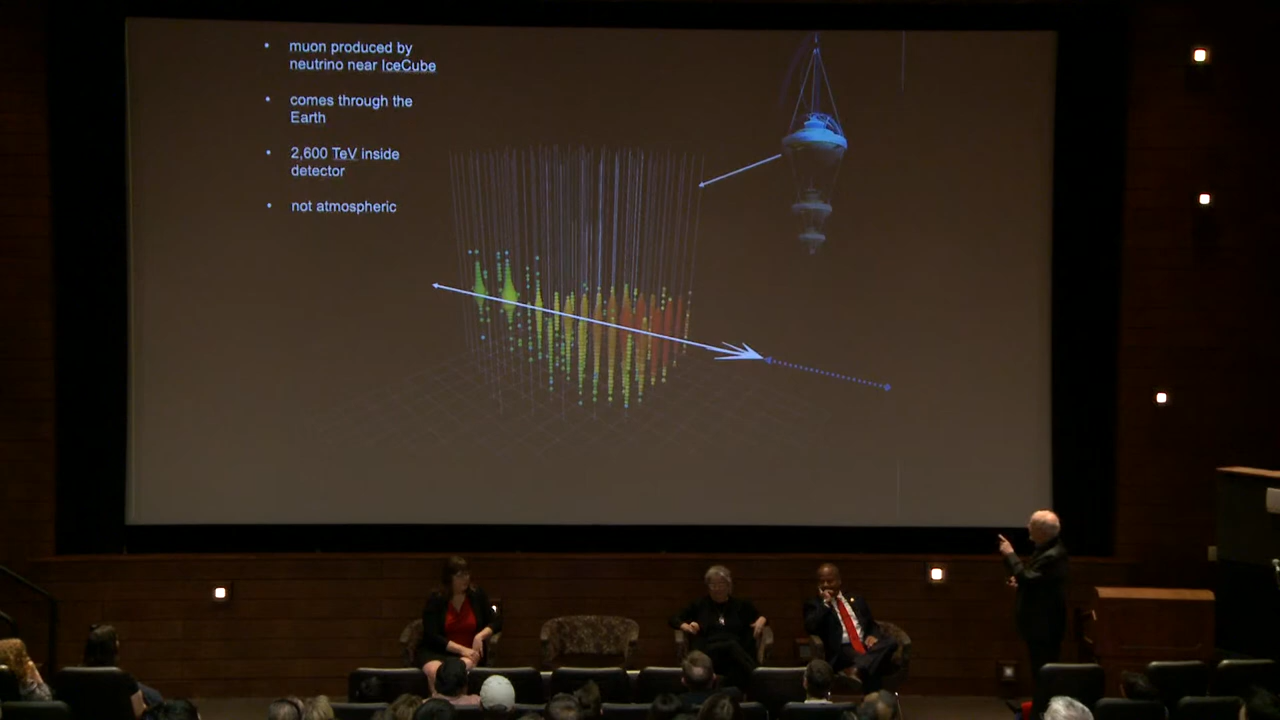 • muon produced by
neutrino near IceCube
• comes through the
Earth
• 2,600 TeV inside
detector
• not atmospheric